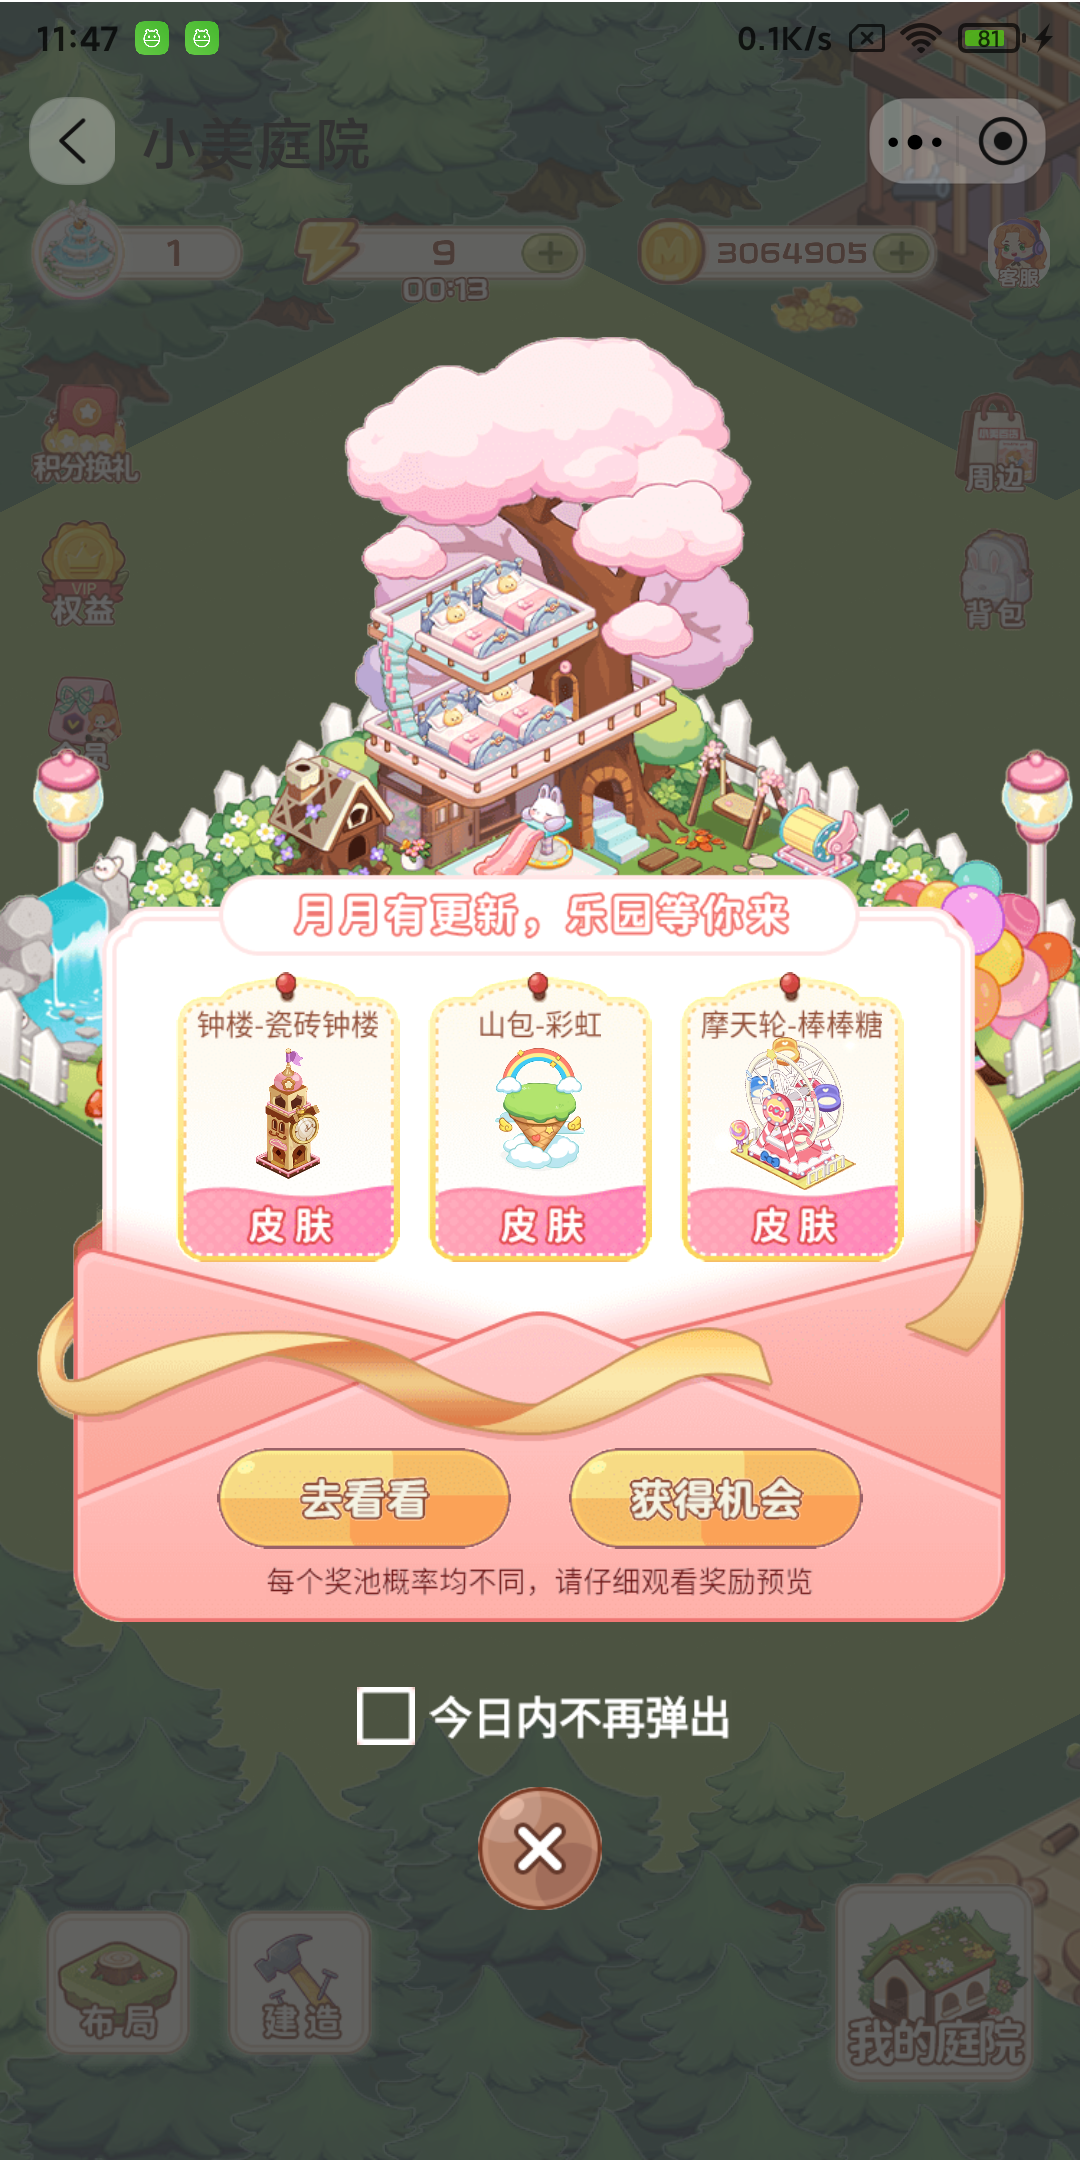 11:47
0.1K/s
81
小美庭院
1
9
3064905
00:13
客服
积分换礼
周边
VIP
权益
背包
月月有更新，乐园等你来
钟楼-瓷砖钟楼
山包-彩虹
摩天轮-棒棒糖
皮肤
皮肤
皮肤
去看看
获得机会
每个奖池概率均不同，请仔细观看奖励预览
今日内不再弹出
布局
建造
我的庭院